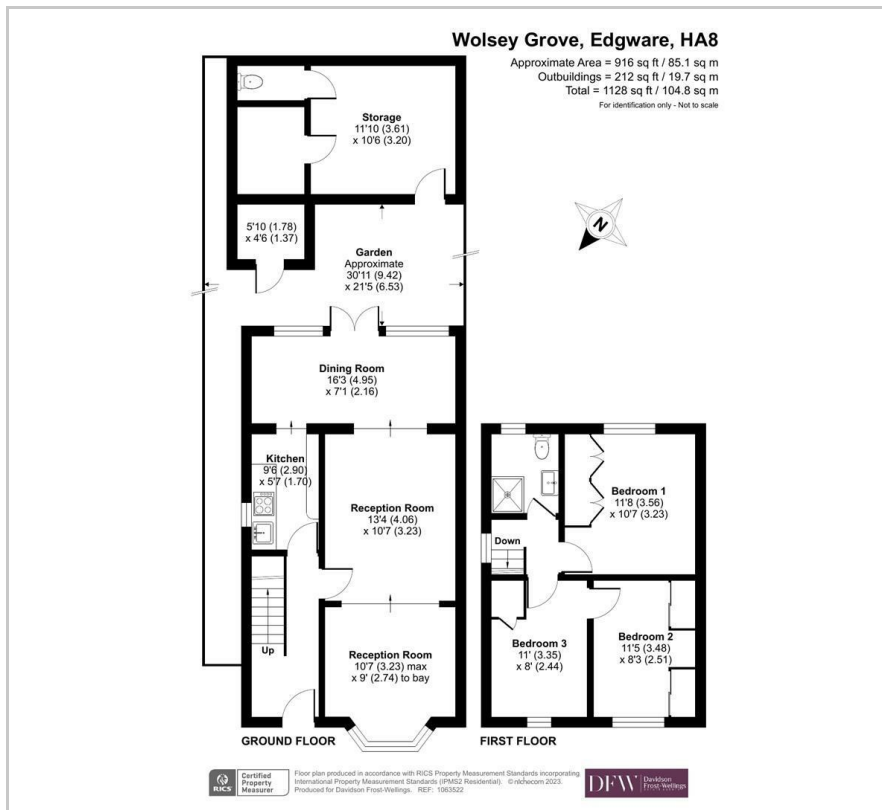 Wolsey Grove, Edgware, HA8
Approximate Area = 916 sq ft / 85.1 sq m
Outbuildings = 212 sq ft / 19.7 sq m
Total = 1128 sq ft / 104.8 sq m
For identification only - Not to scale
Storage
11'10 (3.61)
x 10'6 (3.20)
5'10 (1.78)
x 4'6 (1.37)
Garden
Approximate
30'11 (9.42)
x 21'5 (6.53)
N
Dining Room
16'3 (4.95)
x 7'1 (2.16)
Kitchen
9'6 (2.90)
x 5'7 (1.70)
Reception Room
13'4 (4.06)
x 10'7 (3.23)
Up
Reception Room
10'7 (3.23) max
x 9' (2.74) to bay
GROUND FLOOR
Bedroom 1
11'8 (3.56)
x 10'7 (3.23)
Down
Bedroom 3
11' (3.35)
x 8' (2.44)
Bedroom 2
11'5 (3.48)
x 8'3 (2.51)
FIRST FLOOR
RICS
Certified
Property
Measurer
Floor plan produced in accordance with RICS Property Measurement Standards incorporating
International Property Measurement Standards (IPMS2 Residential). © nichecom 2023.
Produced for Davidson Frost-Wellings. REF: 1063522
DFW
Davidson
Frost-Wellings